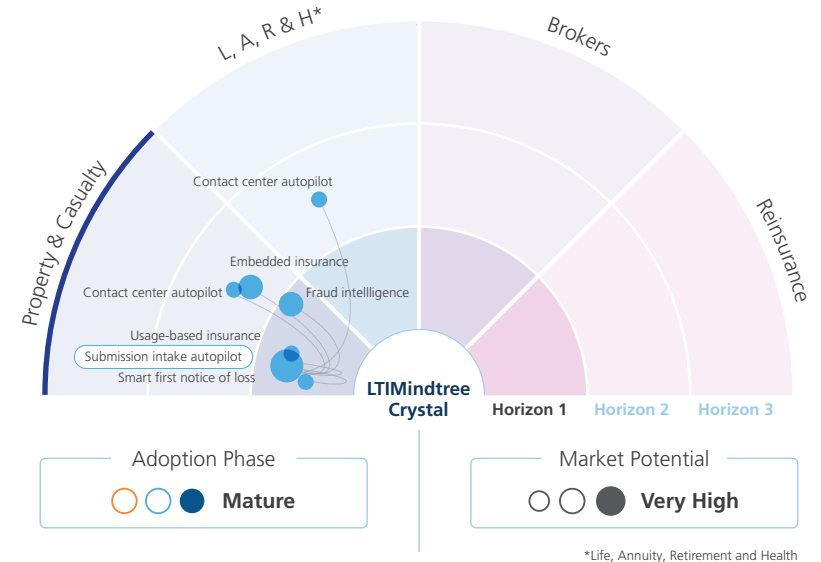 L, A, R & H*
Brokers
Property & Casualty
Reinsurance
Contact center autopilot
Embedded insurance
Contact center autopilot
Fraud intellligence
Usage-based insurance
Submission intake autopilot
Smart first notice of loss
LTIMindtree
Crystal
Horizon 1
Horizon 2
Horizon 3
Adoption Phase
Mature
Market Potential
Very High
*Life, Annuity, Retirement and Health